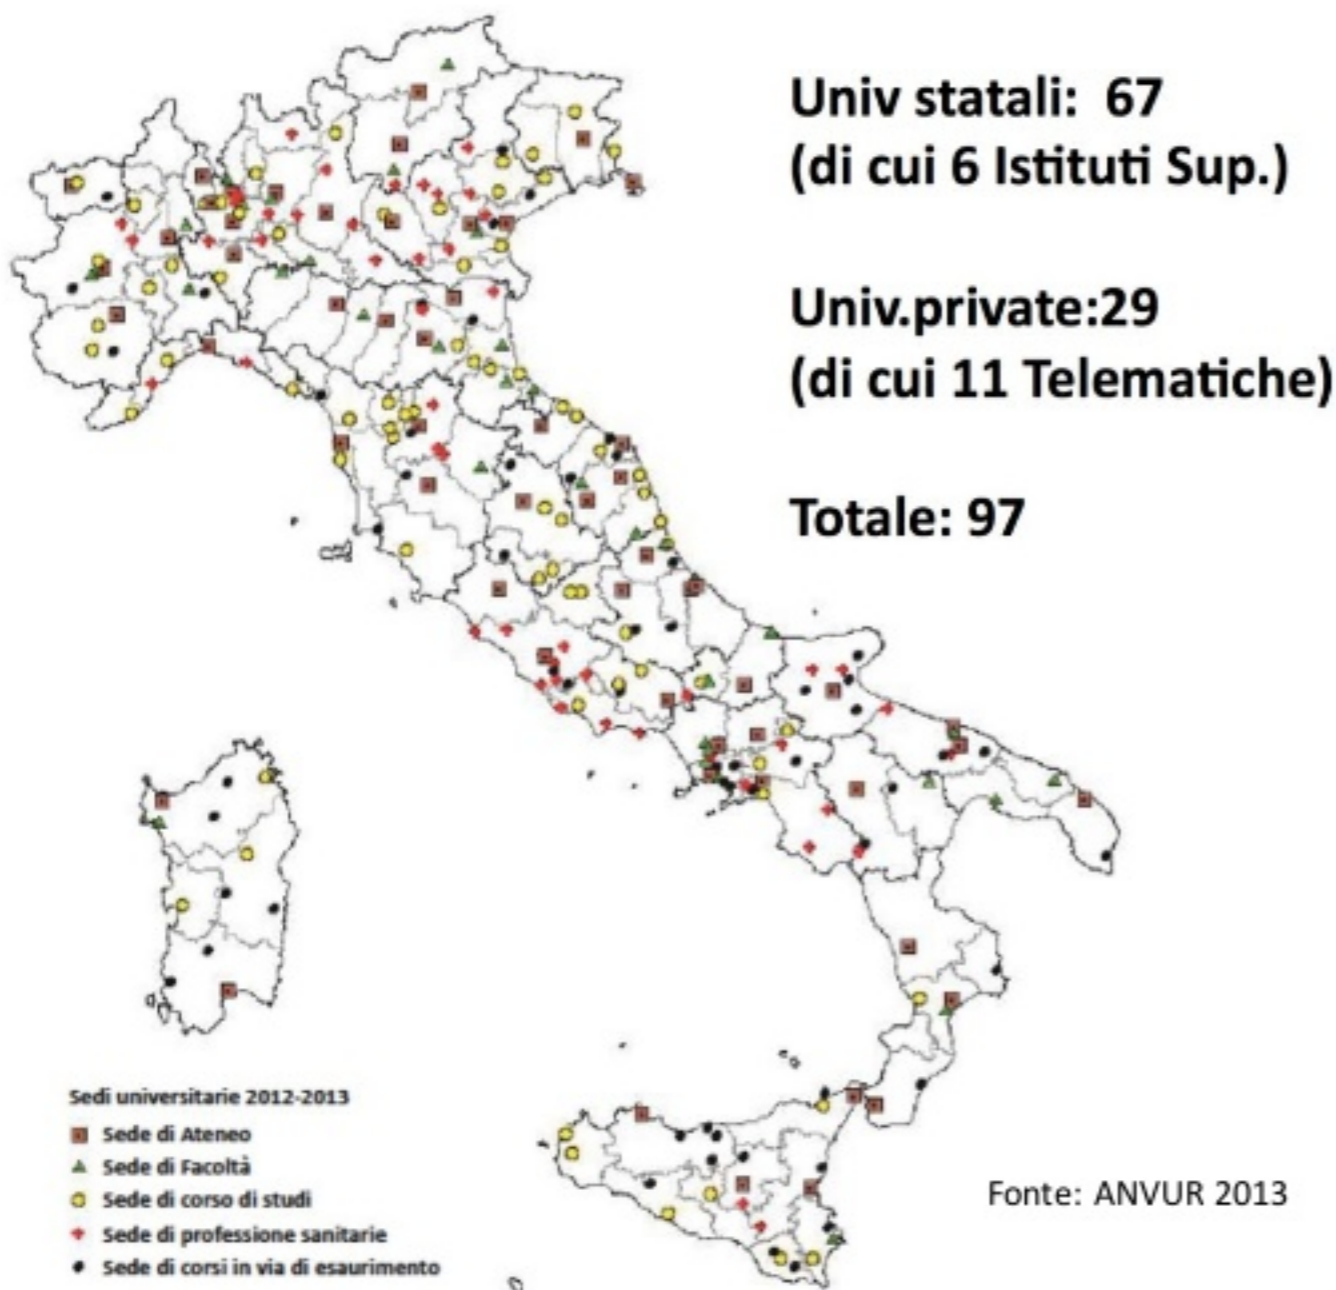 Univ statali: 67
(di cui 6 Istituti Sup.)
Univ.private:29
(di cui 11 Telematiche)
Totale: 97
Sedi universitarie 2012-2013
Sede di Ateneo
Sede di Facoltà
Sede di corso di studi
Sede di professione sanitarie
Sede di corsi in via di esaurimento
Fonte: ANVUR 2013